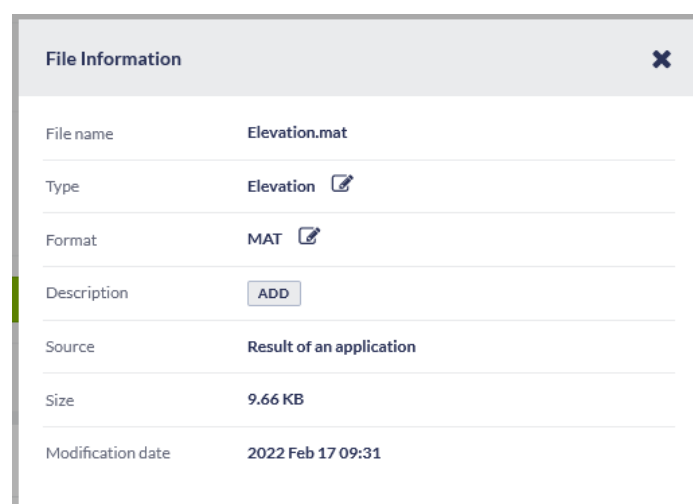 File Information
File name Elevation.mat
Type Elevation
Format MAT
Description ADD
Source Result of an application
Size 9.66 KB
Modification date 2022 Feb 17 09:31